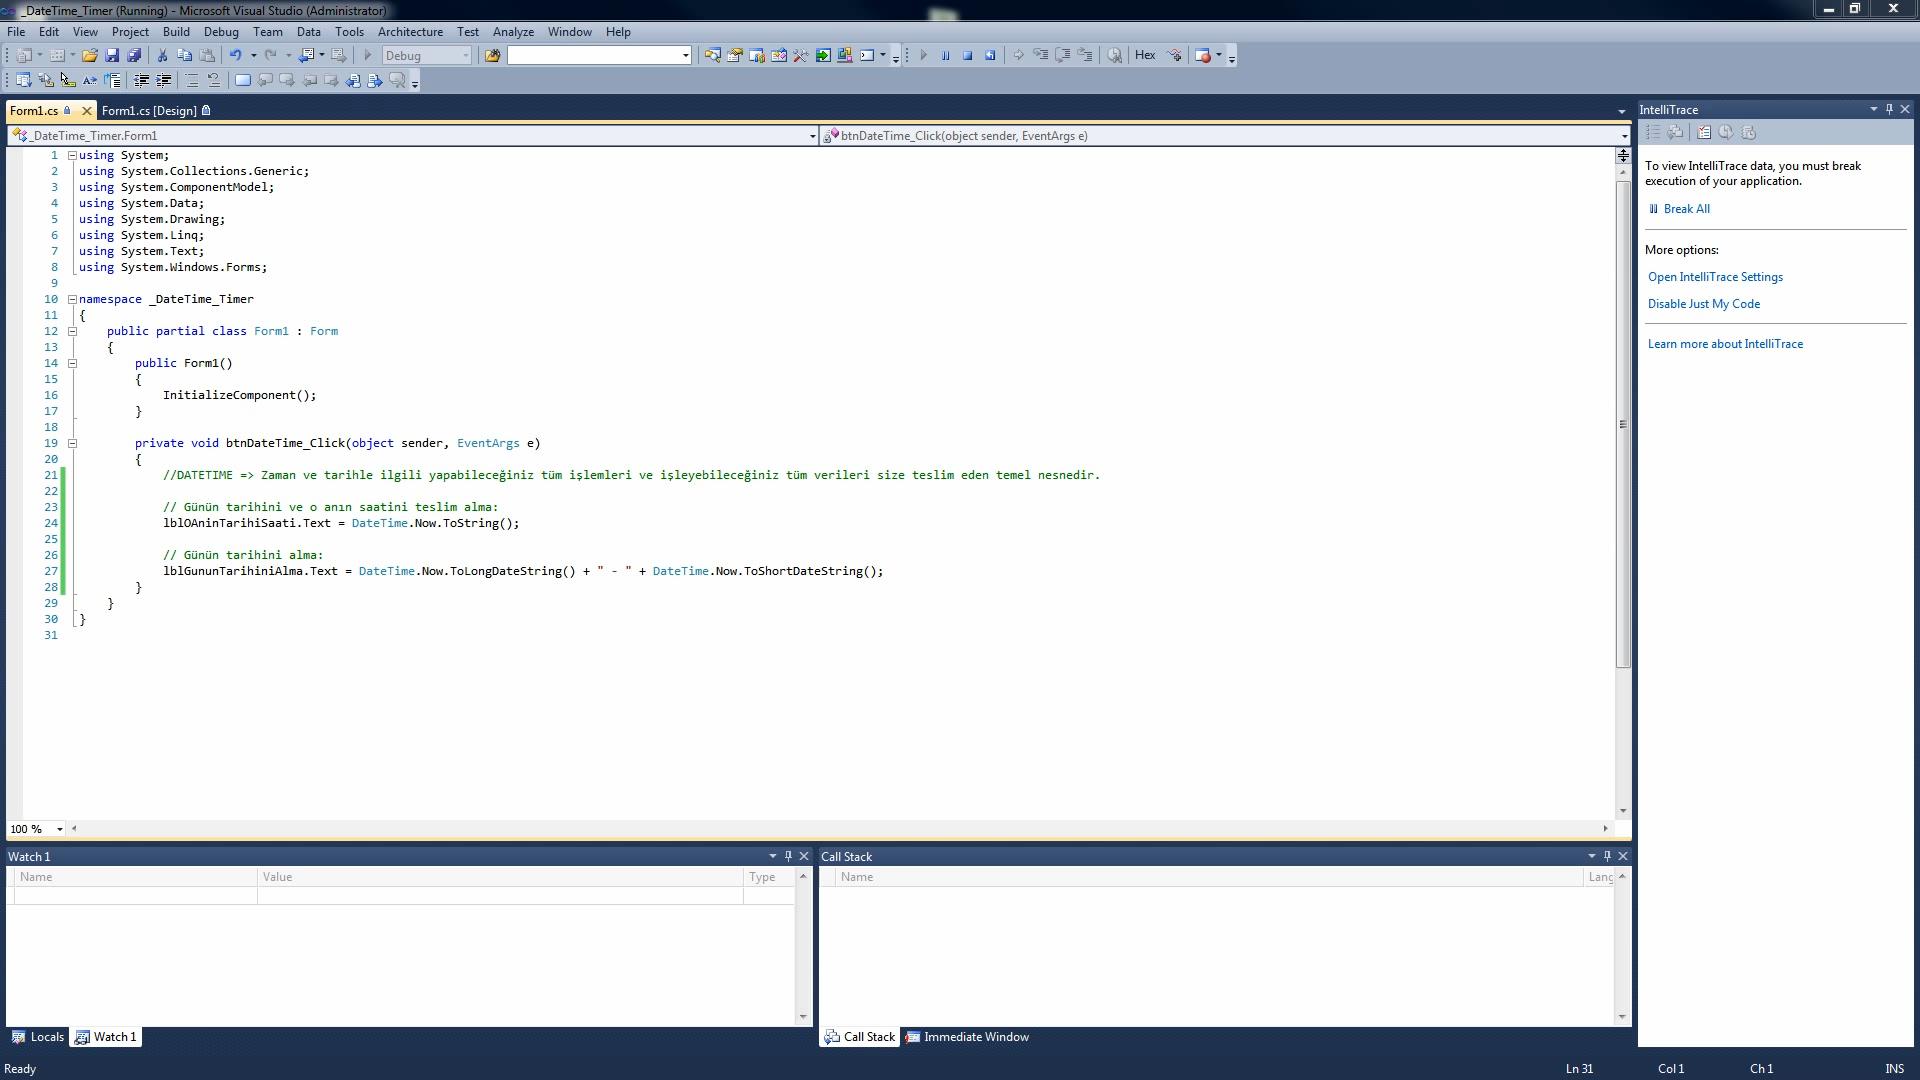 _DateTime_Timer (Running) - Microsoft Visual Studio (Administrator)
File Edit View Project Build Debug Team Data Tools Architecture Test Analyze Window Help
Debug
Hex
Form1.cs
Form1.cs [Design]
IntelliTrace
_DateTime_Timer.Form1
btnDateTime_Click(object sender, EventArgs e)
1 using System;
2 using System.Collections.Generic;
3 using System.ComponentModel;
4 using System.Data;
5 using System.Drawing;
6 using System.Linq;
7 using System.Text;
8 using System.Windows.Forms;
9
10 namespace _DateTime_Timer
11 {
12 public partial class Form1 : Form
13 {
14 public Form1()
15 {
16 InitializeComponent();
17 }
18
19 private void btnDateTime_Click(object sender, EventArgs e)
20 {
21 //DATETIME => Zaman ve tarihle ilgili yapabileceğiniz tüm işlemleri ve işleyebileceğiniz tüm verileri size teslim eden temel nesnedir.
22
23 // Günün tarihini ve o anın saatini teslim alma:
24 lblOAninTarihiSaati.Text = DateTime.Now.ToString();
25
26 // Günün tarihini alma:
27 lblGununTarihiniAlma.Text = DateTime.Now.ToLongDateString() + " - " + DateTime.Now.ToShortDateString();
28 }
29 }
30 }
31
To view IntelliTrace data, you must break
execution of your application.
Break All
More options:
Open IntelliTrace Settings
Disable Just My Code
Learn more about IntelliTrace
100 %
Watch 1
Name Value Type
Call Stack
Name Lang
Locals Watch 1
Call Stack Immediate Window
Ready
Ln 31 Col 1 Ch 1 INS